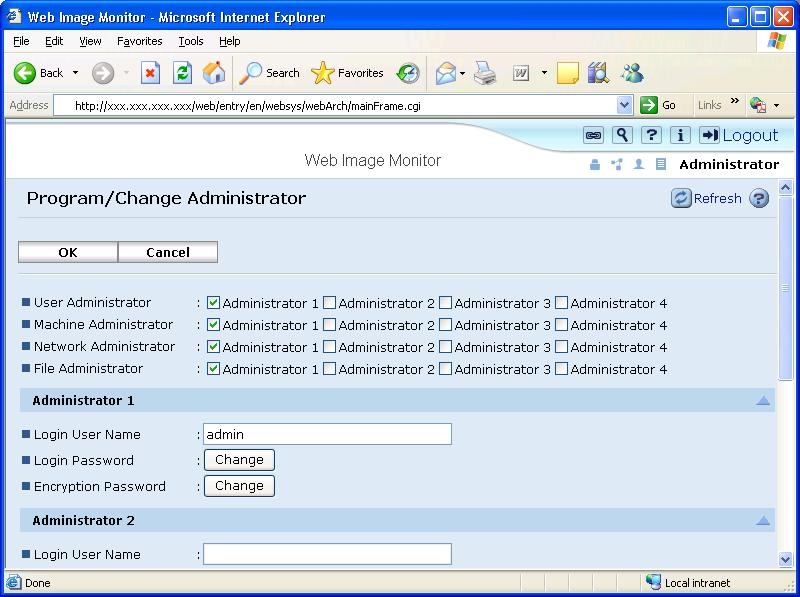 Web Image Monitor - Microsoft Internet Explorer
File Edit View Favorites Tools Help
Back Search Favorites W
Address http://xxx.xxx.xxx.xxx/web/entry/en/websys/webArch/mainFrame.cgi Go Links »
? i Logout
Web Image Monitor Administrator
Program/Change Administrator Refresh ?
OK Cancel
User Administrator : Administrator 1 Administrator 2 Administrator 3 Administrator 4
Machine Administrator : Administrator 1 Administrator 2 Administrator 3 Administrator 4
Network Administrator : Administrator 1 Administrator 2 Administrator 3 Administrator 4
File Administrator : Administrator 1 Administrator 2 Administrator 3 Administrator 4
Administrator 1
Login User Name : admin
Login Password : Change
Encryption Password : Change
Administrator 2
Login User Name :
Done Local intranet